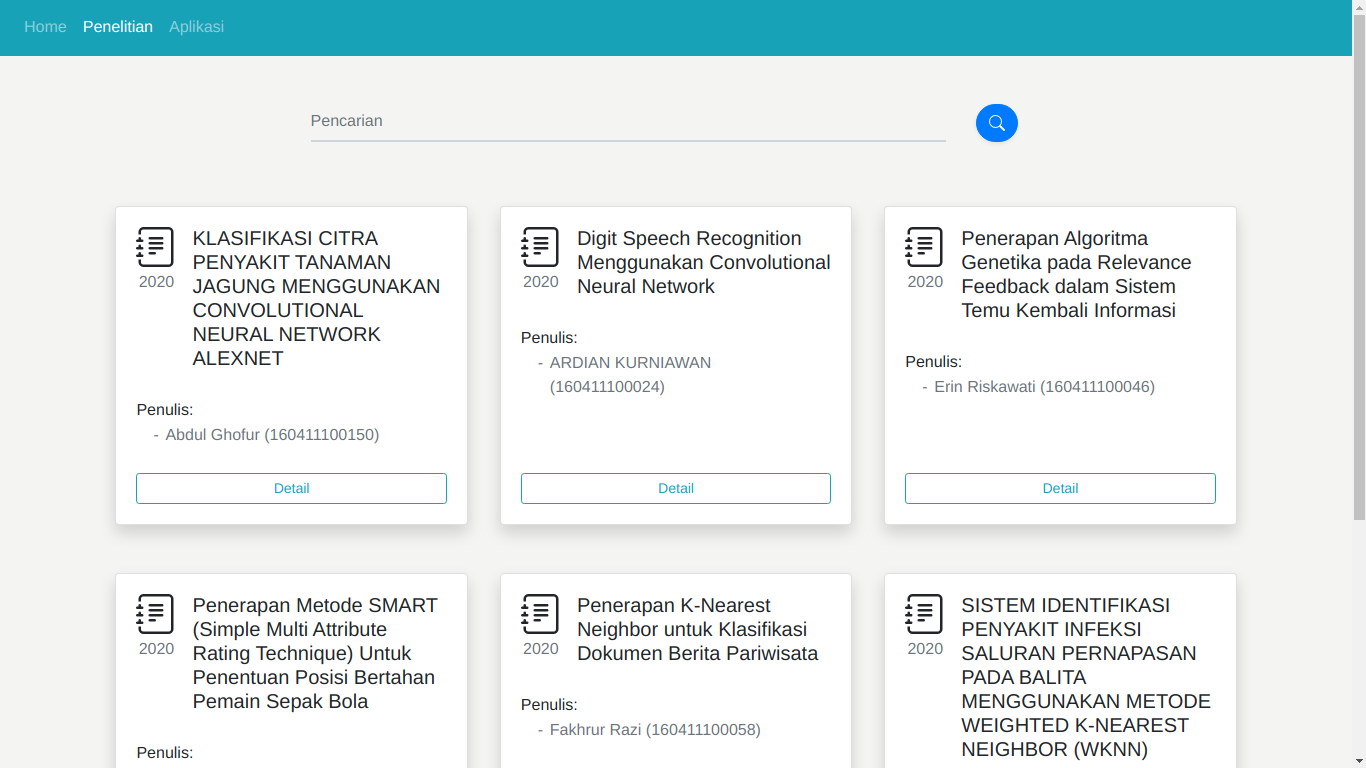 Home Penelitian Aplikasi
Pencarian
KLASIFIKASI CITRA
PENYAKIT TANAMAN
JAGUNG MENGGUNAKAN
CONVOLUTIONAL
NEURAL NETWORK
ALEXNET
2020
Penulis:
- Abdul Ghofur (160411100150)
Detail
Digit Speech Recognition
Menggunakan Convolutional
Neural Network
2020
Penulis:
- ARDIAN KURNIAWAN
(160411100024)
Detail
Penerapan Algoritma
Genetika pada Relevance
Feedback dalam Sistem
Temu Kembali Informasi
2020
Penulis:
- Erin Riskawati (160411100046)
Detail
Penerapan Metode SMART
(Simple Multi Attribute
Rating Technique) Untuk
Penentuan Posisi Bertahan
Pemain Sepak Bola
2020
Penulis:
Penerapan K-Nearest
Neighbor untuk Klasifikasi
Dokumen Berita Pariwisata
2020
Penulis:
- Fakhrur Razi (160411100058)
SISTEM IDENTIFIKASI
PENYAKIT INFEKSI
SALURAN PERNAPASAN
PADA BALITA
MENGGUNAKAN METODE
WEIGHTED K-NEAREST
NEIGHBOR (WKNN)
2020